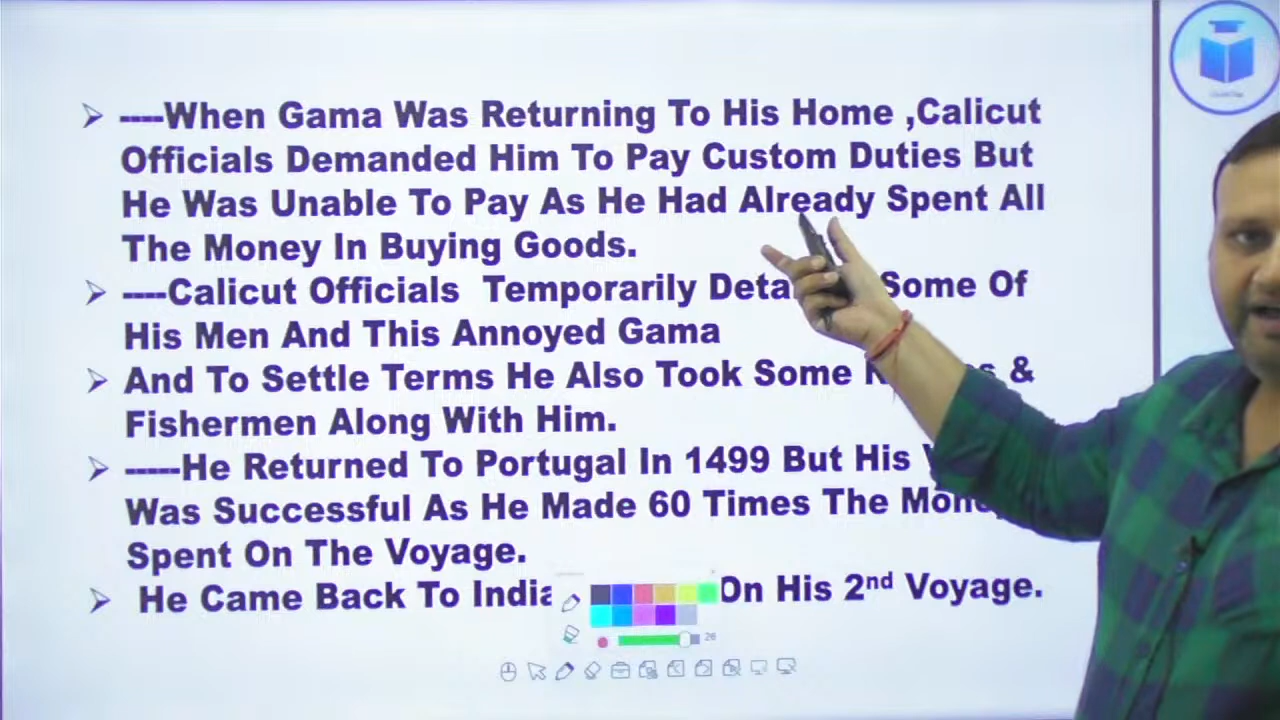 ➢ ----When Gama Was Returning To His Home ,Calicut
Officials Demanded Him To Pay Custom Duties But
He Was Unable To Pay As He Had Already Spent All
The Money In Buying Goods.
➢ ----Calicut Officials Temporarily Some Of
His Men And This Annoyed Gama
➢ And To Settle Terms He Also Took Some &
Fishermen Along With Him.
➢ -----He Returned To Portugal In 1499 But His
Was Successful As He Made 60 Times The
Spent On The Voyage.
➢ He Came Back To India On His 2nd Voyage.
26